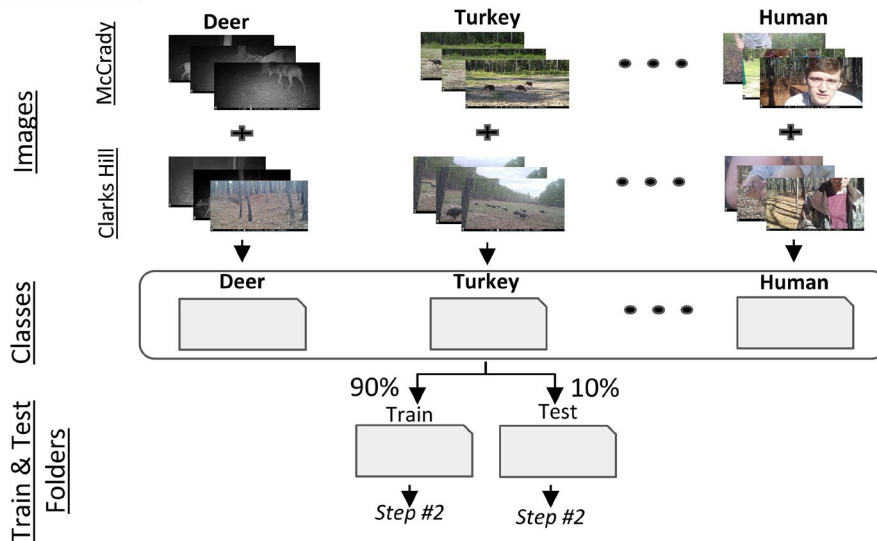 Deer
Turkey
Human
McCrady
Images
Clarks Hill
Deer
Turkey
Human
Classes
90%
10%
Train
Test
Train & Test
Folders
Step #2
Step #2